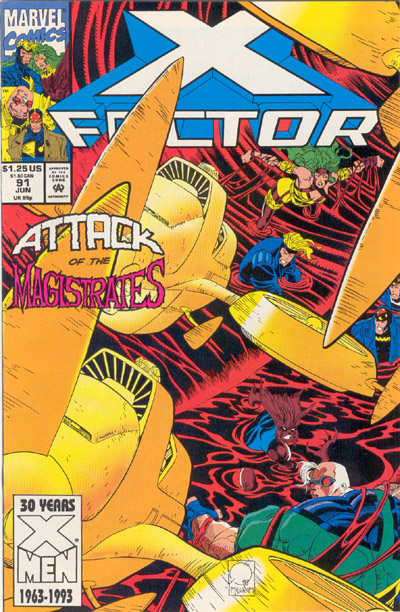 MARVEL
COMICS
X
FACTOR
$1.25 US
$1.60 CAN
91
JUN
UK 80p
APPROVED
BY THE
COMICS
CODE
AUTHORITY
ATTACK
OF THE
MAGISTRATES
30 YEARS
X
MEN
1963-1993